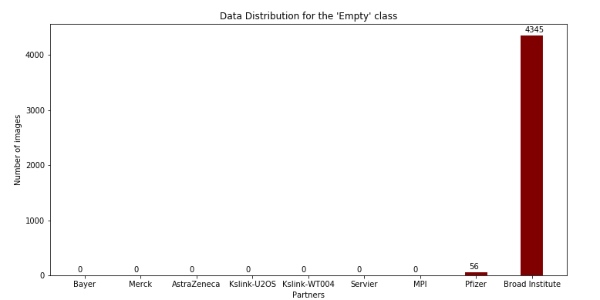 Data Distribution for the 'Empty' class
4345
4000
3000
2000
1000
0
Number of images
0 0 0 0 0 0 0 56
Bayer Merck AstraZeneca Kslink-U2OS Kslink-WT004 Servier MPI Pfizer Broad Institute
Partners